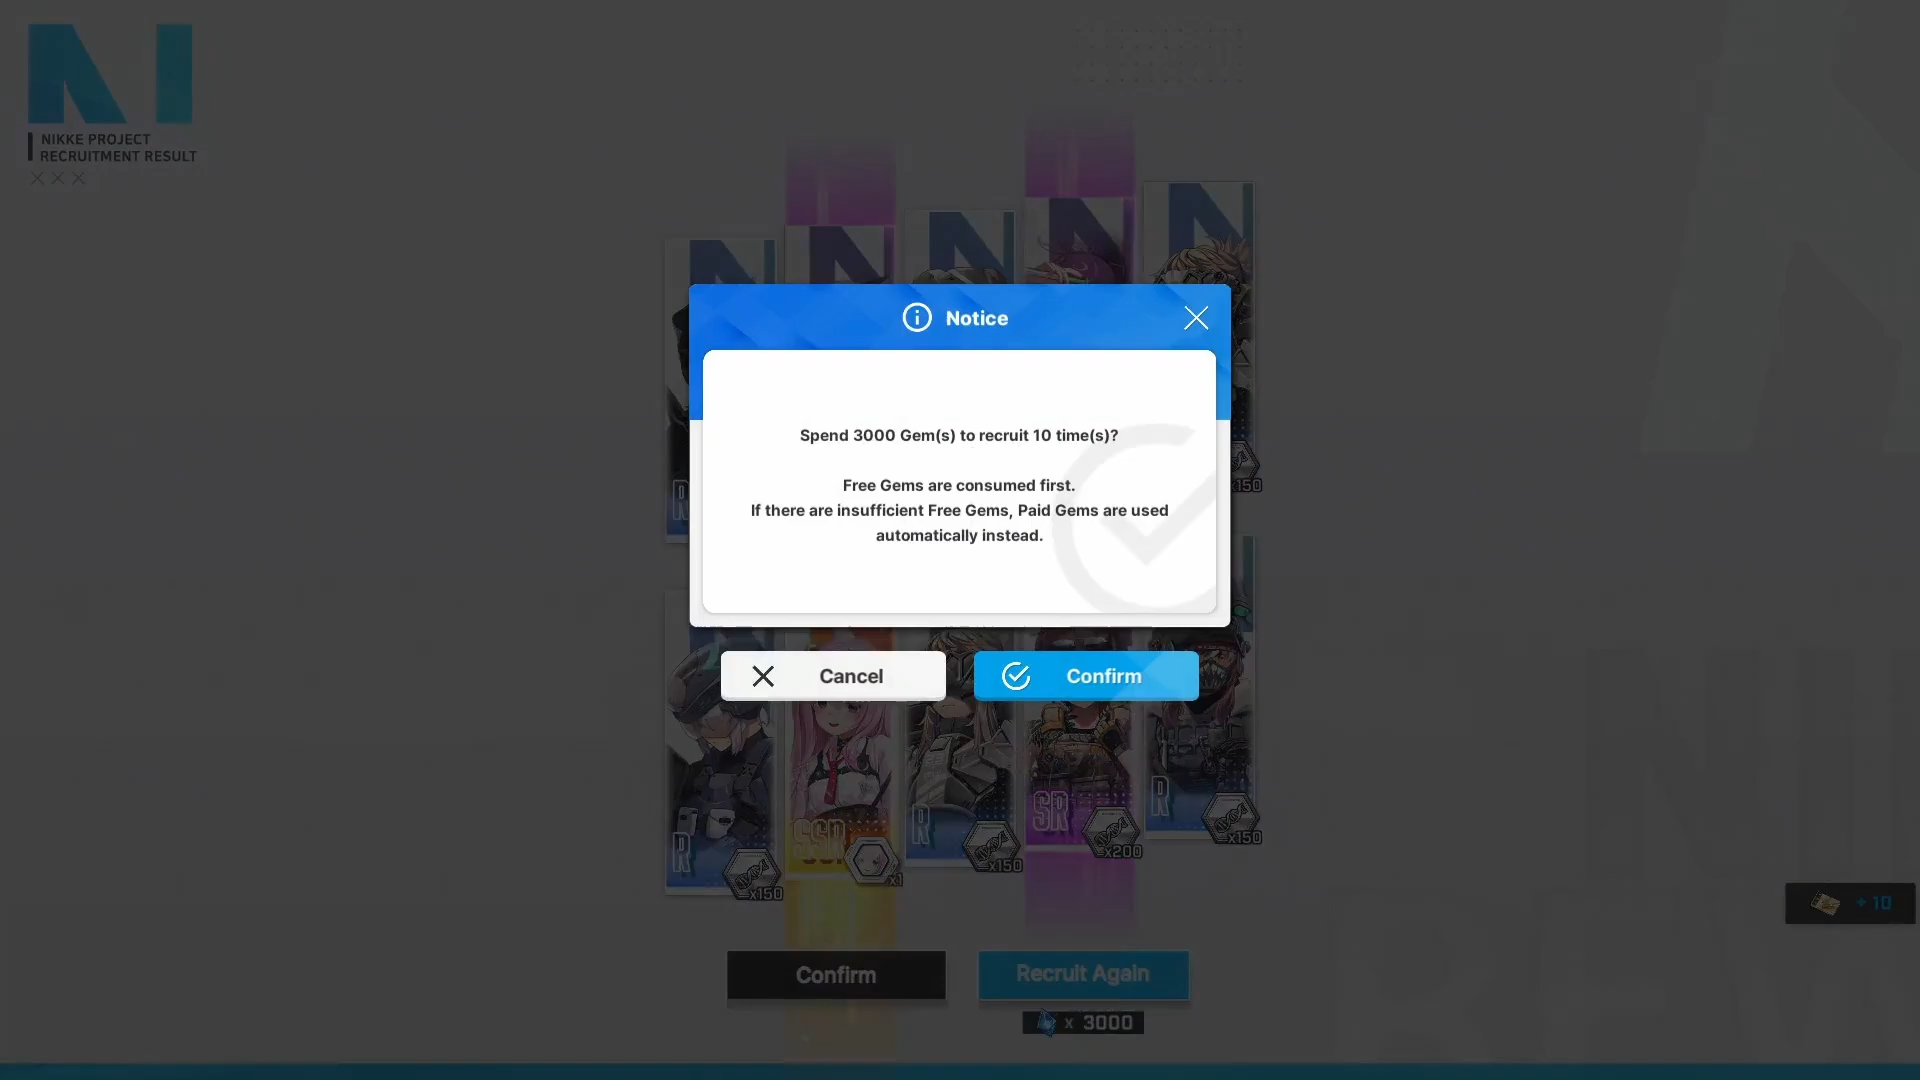 NIKKE PROJECT
RECRUITMENT RESULT
Notice
Spend 3000 Gem(s) to recruit 10 time(s)?
Free Gems are consumed first.
If there are insufficient Free Gems, Paid Gems are used
automatically instead.
Cancel
Confirm
R
x150
R
x150
SSR
x1
R
x150
SR
x200
R
x150
+ 10
Confirm
Recruit Again
x 3000